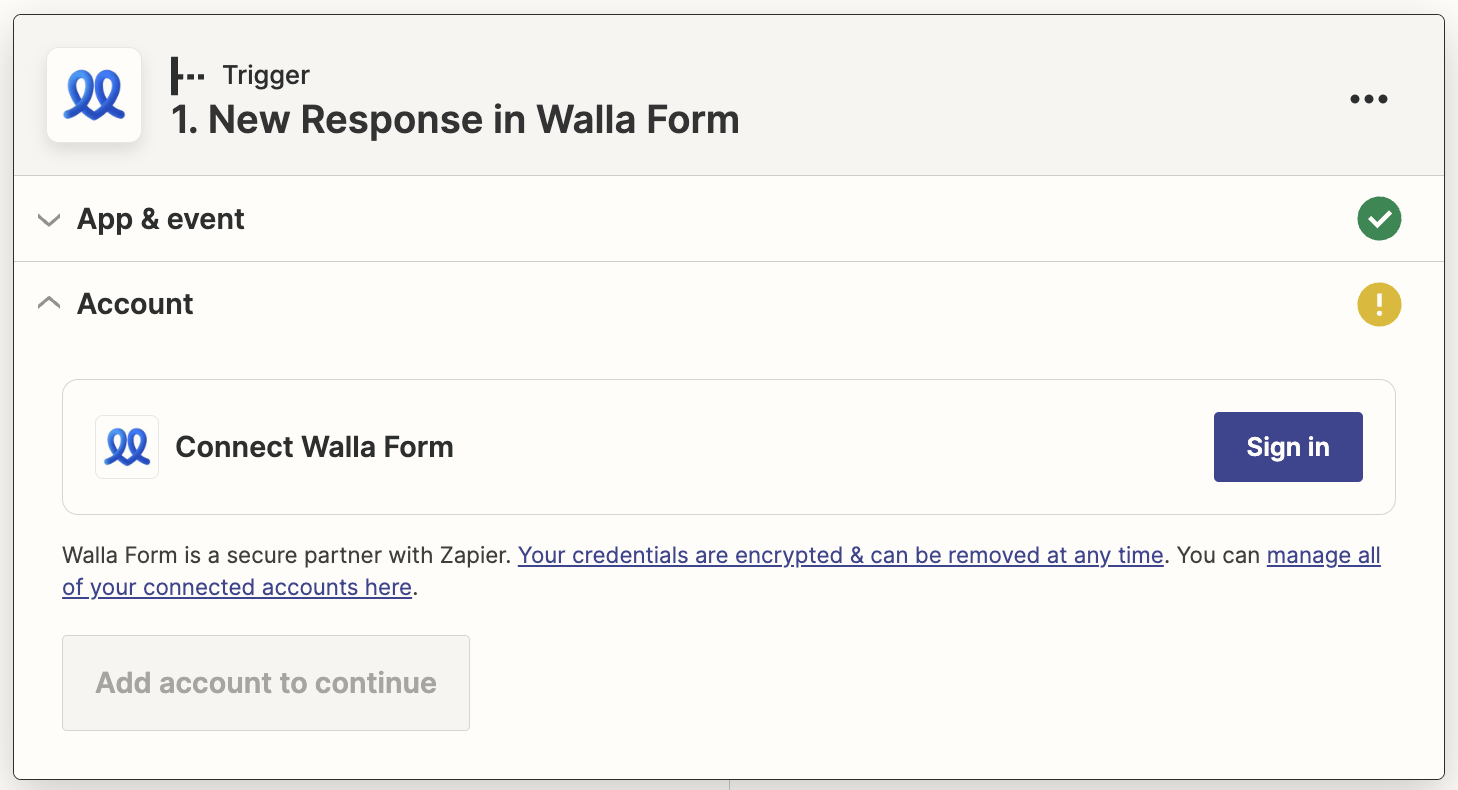 Trigger
1. New Response in Walla Form
App & event
Account
Connect Walla Form
Sign in
Walla Form is a secure partner with Zapier. Your credentials are encrypted & can be removed at any time. You can manage all
of your connected accounts here.
Add account to continue